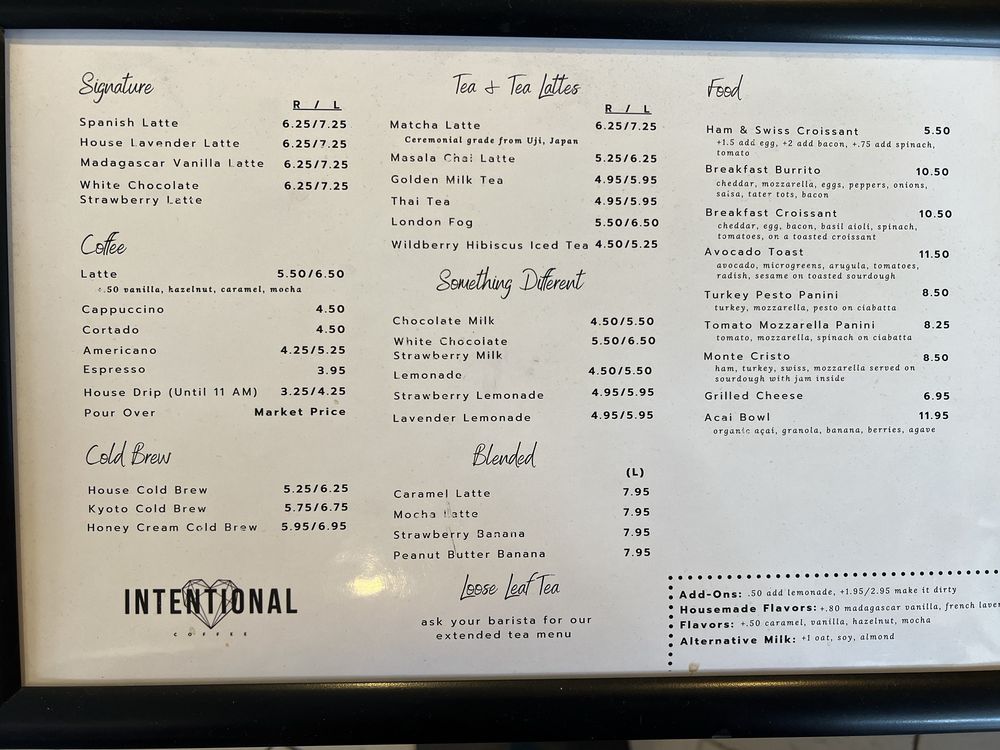 Signature
R / L
Spanish Latte 6.25/7.25
House Lavender Latte 6.25/7.25
Madagascar Vanilla Latte 6.25/7.25
White Chocolate 6.25/7.25
Strawberry Latte
Coffee
Latte 5.50/6.50
+.50 vanilla, hazelnut, caramel, mocha
Cappuccino 4.50
Cortado 4.50
Americano 4.25/5.25
Espresso 3.95
House Drip (Until 11 AM) 3.25/4.25
Pour Over Market Price
Cold Brew
House Cold Brew 5.25/6.25
Kyoto Cold Brew 5.75/6.75
Honey Cream Cold Brew 5.95/6.95
INTENTIONAL
COFFEE
Tea & Tea Lattes
R / L
Matcha Latte 6.25/7.25
Ceremonial grade from Uji, Japan
Masala Chai Latte 5.25/6.25
Golden Milk Tea 4.95/5.95
Thai Tea 4.95/5.95
London Fog 5.50/6.50
Wildberry Hibiscus Iced Tea 4.50/5.25
Something Different
Chocolate Milk 4.50/5.50
White Chocolate 5.50/6.50
Strawberry Milk
Lemonade 4.50/5.50
Strawberry Lemonade 4.95/5.95
Lavender Lemonade 4.95/5.95
Blended
(L)
Caramel Latte 7.95
Mocha Latte 7.95
Strawberry Banana 7.95
Peanut Butter Banana 7.95
Loose Leaf Tea
ask your barista for our
extended tea menu
Food
Ham & Swiss Croissant 5.50
+1.5 add egg, +2 add bacon, +.75 add spinach,
tomato
Breakfast Burrito 10.50
cheddar, mozzarella, eggs, peppers, onions,
salsa, tater tots, bacon
Breakfast Croissant 10.50
cheddar, egg, bacon, basil aioli, spinach,
tomatoes, on a toasted croissant
Avocado Toast 11.50
avocado, microgreens, arugula, tomatoes,
radish, sesame on toasted sourdough
Turkey Pesto Panini 8.50
turkey, mozzarella, pesto on ciabatta
Tomato Mozzarella Panini 8.25
tomato, mozzarella, spinach on ciabatta
Monte Cristo 8.50
ham, turkey, swiss, mozzarella served on
sourdough with jam inside
Grilled Cheese 6.95
Acai Bowl 11.95
organic açai, granola, banana, berries, agave
Add-Ons: .50 add lemonade, +1.95/2.95 make it dirty
Housemade Flavors: +.80 madagascar vanilla, french
Flavors: +.50 caramel, vanilla, hazelnut, mocha
Alternative Milk: +1 oat, soy, almond